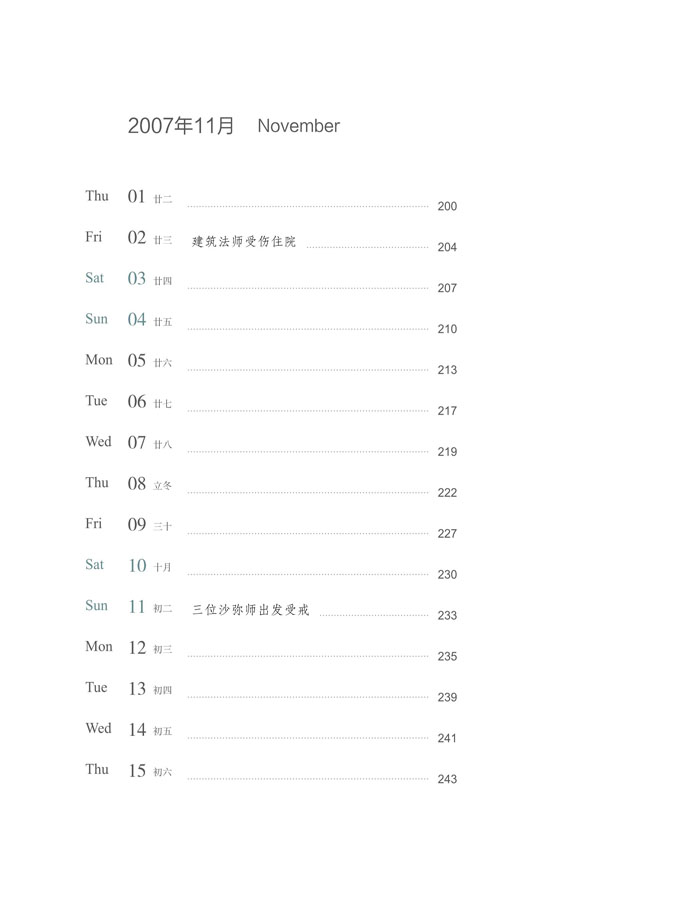 2007年11月 November
Thu 01 廿二 200
Fri 02 廿三 建筑法师受伤住院 204
Sat 03 廿四 207
Sun 04 廿五 210
Mon 05 廿六 213
Tue 06 廿七 217
Wed 07 廿八 219
Thu 08 立冬 222
Fri 09 三十 227
Sat 10 十月 230
Sun 11 初二 三位沙弥师出发受戒 233
Mon 12 初三 235
Tue 13 初四 239
Wed 14 初五 241
Thu 15 初六 243